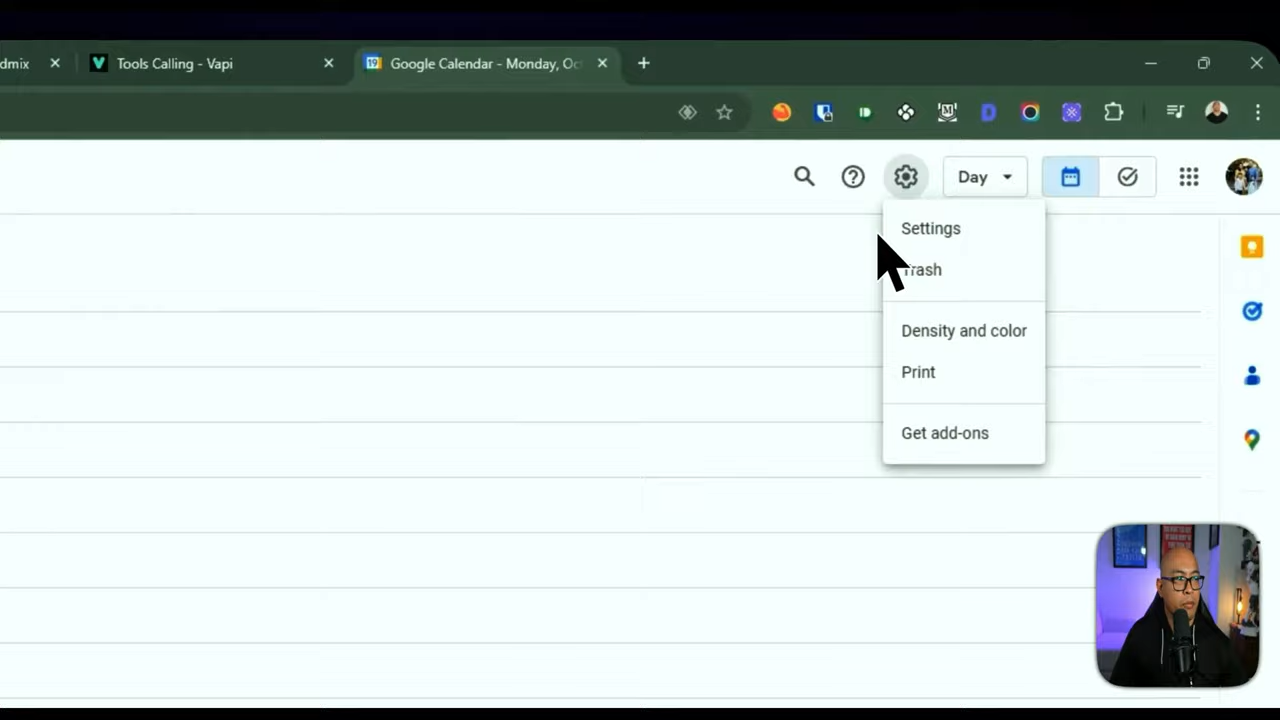 dmix
Tools Calling - Vapi
Google Calendar - Monday, Oc
Day
Settings
Trash
Density and color
Print
Get add-ons